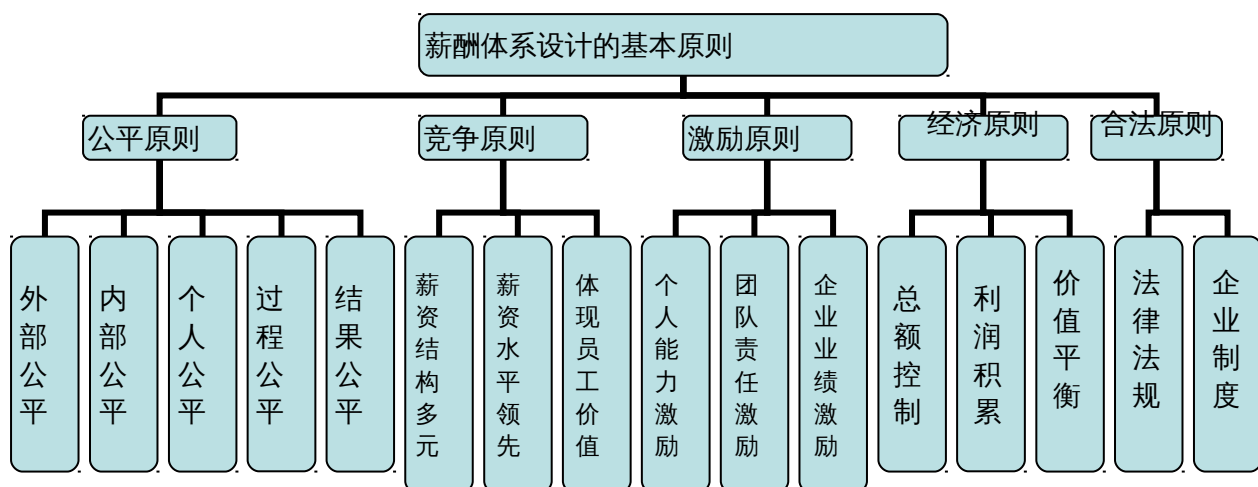 薪酬体系设计的基本原则
公平原则
竞争原则
激励原则
经济原则
合法原则
外部公平
内部公平
个人公平
过程公平
结果公平
薪资结构多元
薪资水平领先
体现员工价值
个人能力激励
团队责任激励
企业业绩激励
总额控制
利润积累
价值平衡
法律法规
企业制度